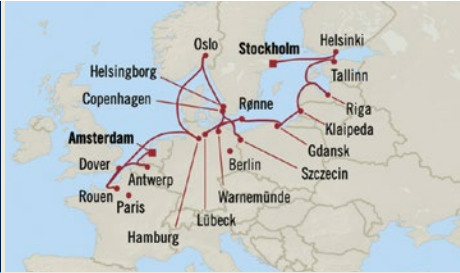 Oslo
Stockholm
Helsinki
Helsingborg
Tallinn
Copenhagen
Rønne
Riga
Klaipeda
Amsterdam
Gdansk
Dover
Berlin
Szczecin
Antwerp
Rouen
Paris
Warnemünde
Lübeck
Hamburg